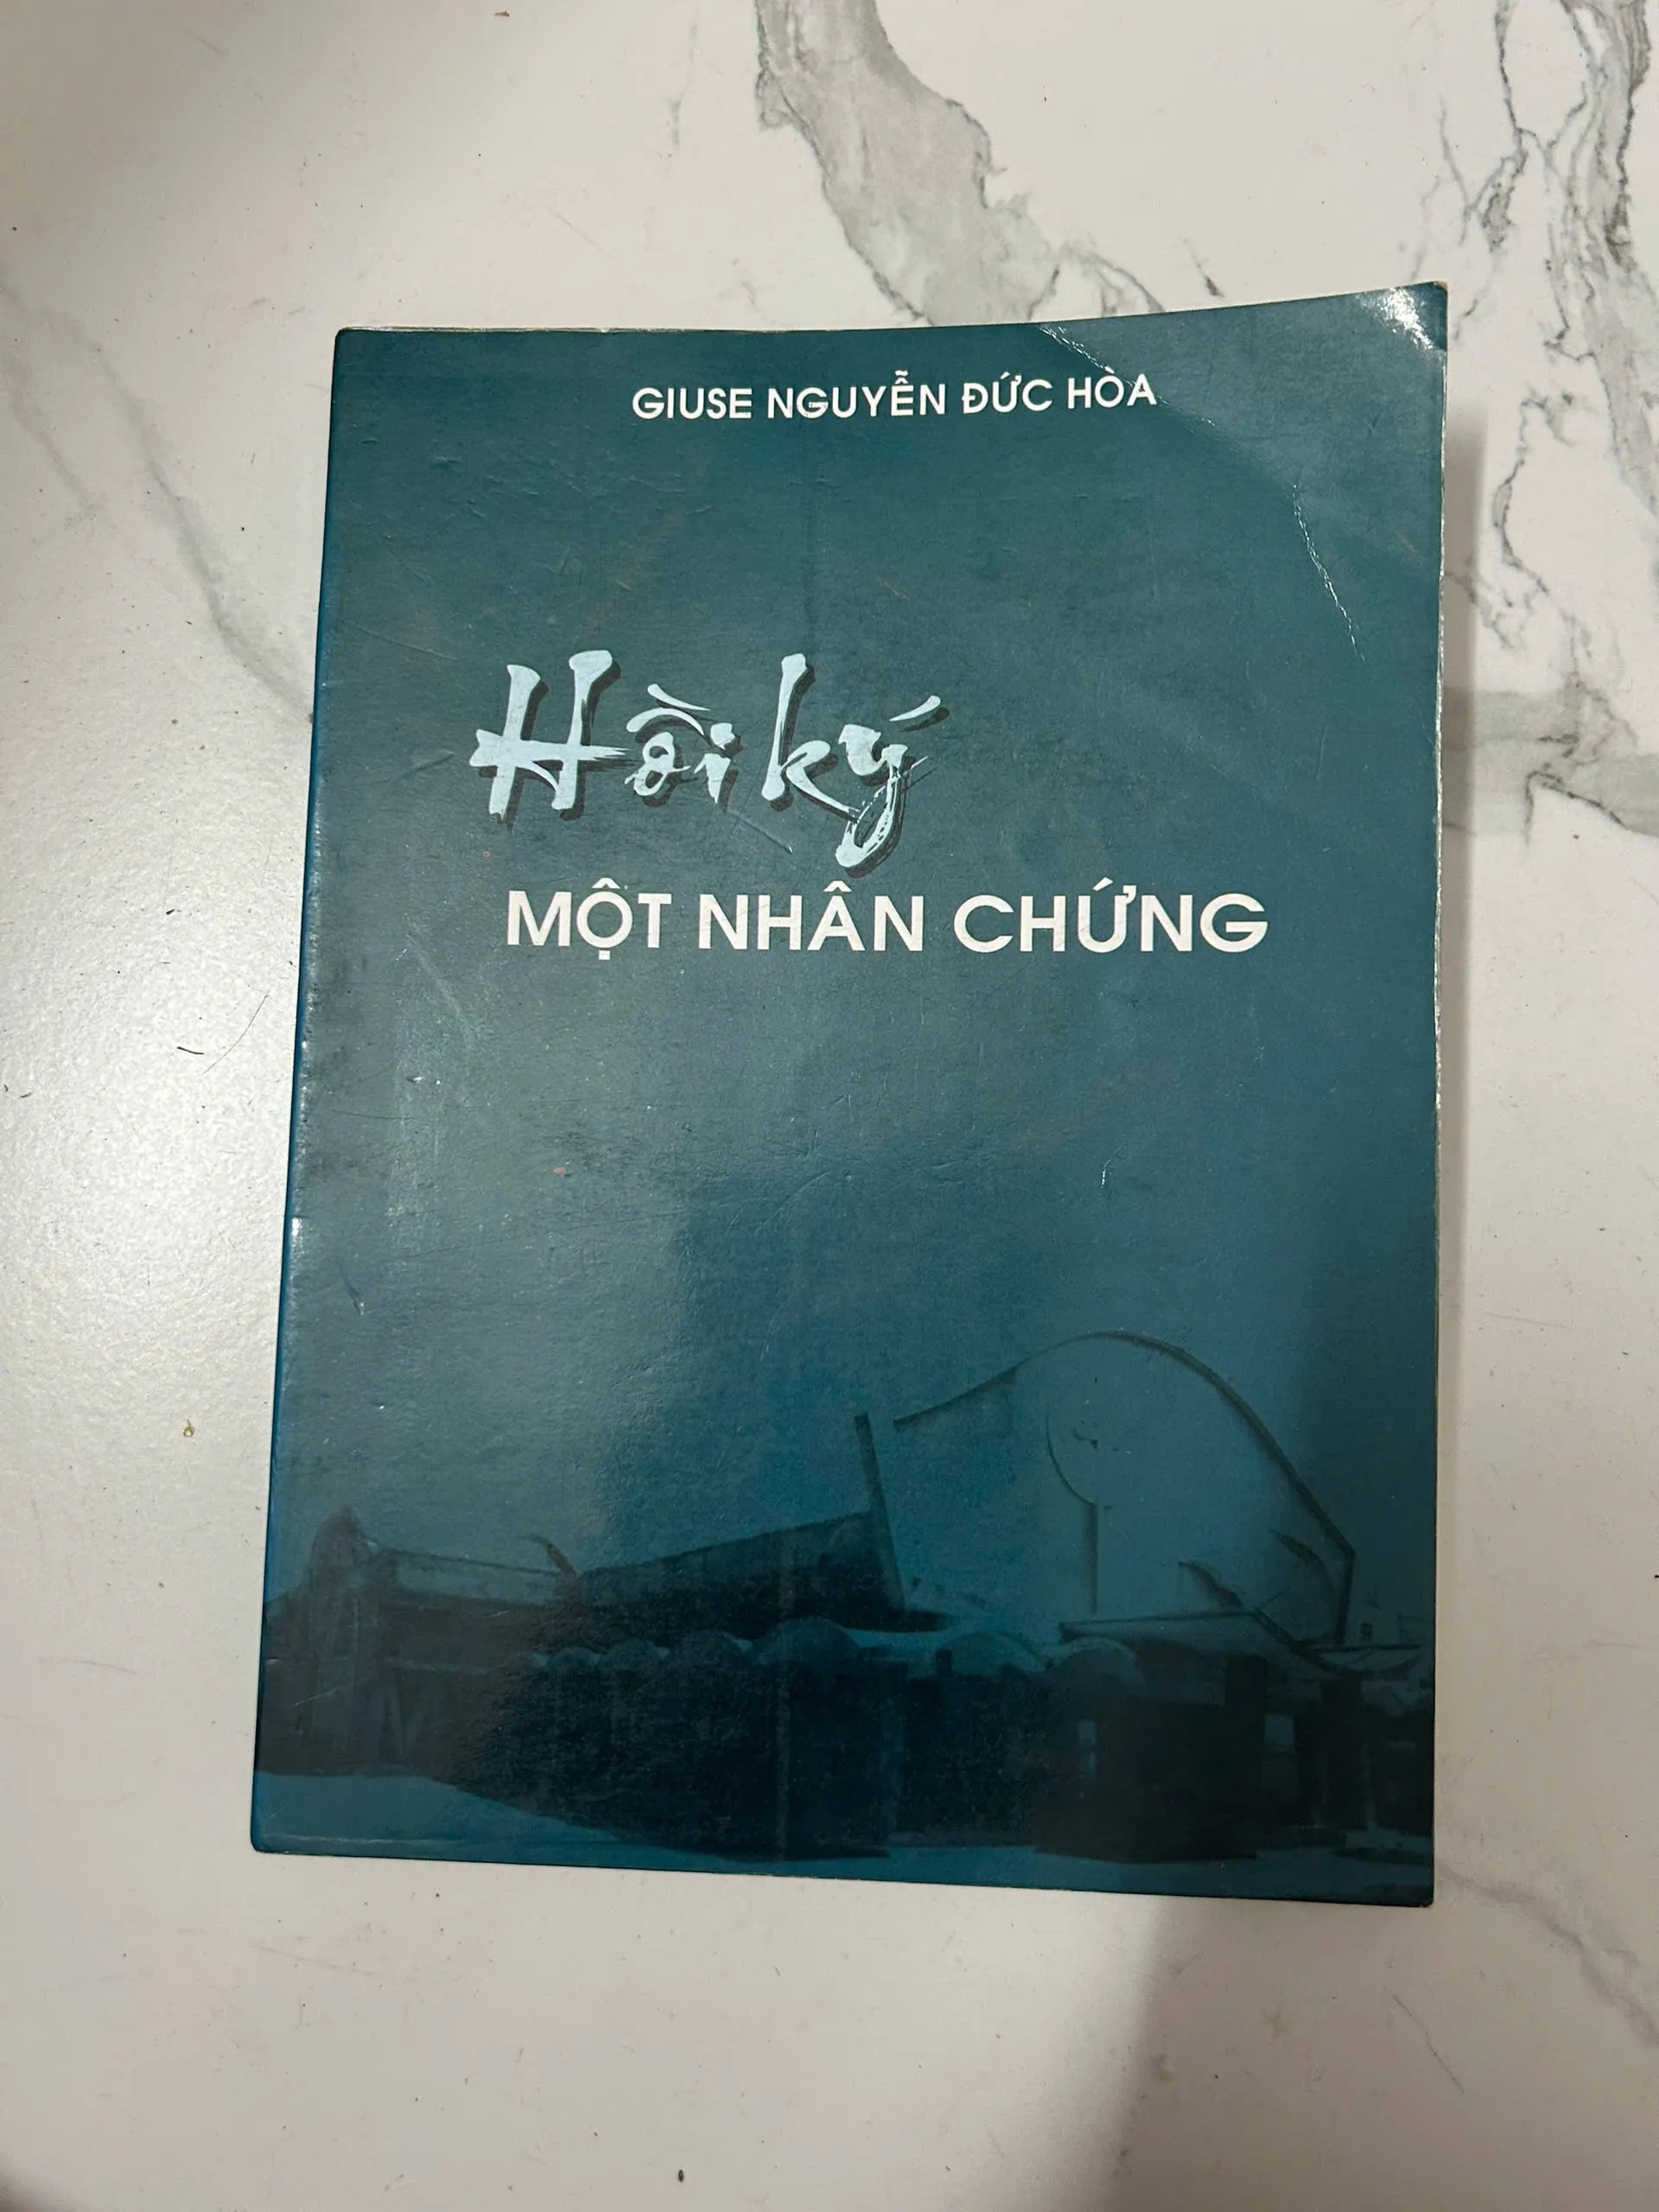 GIUSE NGUYỄN ĐỨC HÒA
Hồi ký
MỘT NHÂN CHỨNG